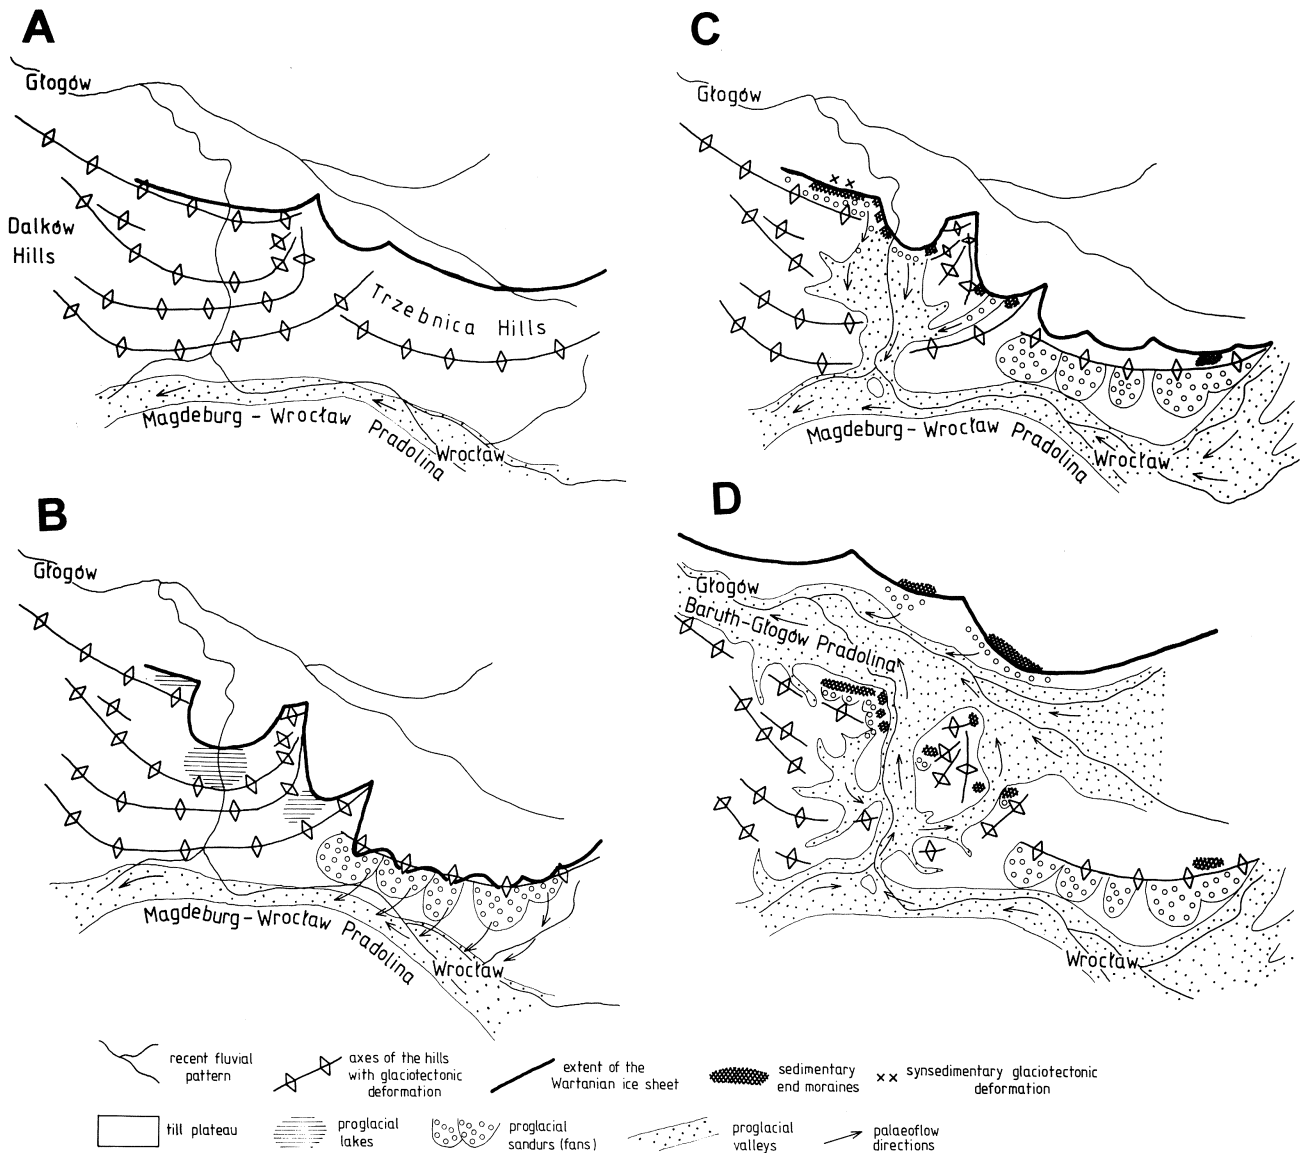 A
Głogów
Dalków
Hills
Trzebnica Hills
Magdeburg – Wrocław Pradolina
Wrocław
B
Głogów
Magdeburg–Wrocław Pradolina
Wrocław
C
Głogów
Magdeburg – Wrocław Pradolina
Wrocław
D
Głogów
Baruth–Głogów Pradolina
Wrocław
recent fluvial
pattern
axes of the hills
with glaciotectonic
deformation
extent of the
Wartanian ice sheet
sedimentary
end moraines
synsedimentary glaciotectonic
deformation
till plateau
proglacial
lakes
proglacial
sandurs (fans)
proglacial
valleys
palaeoflow
directions